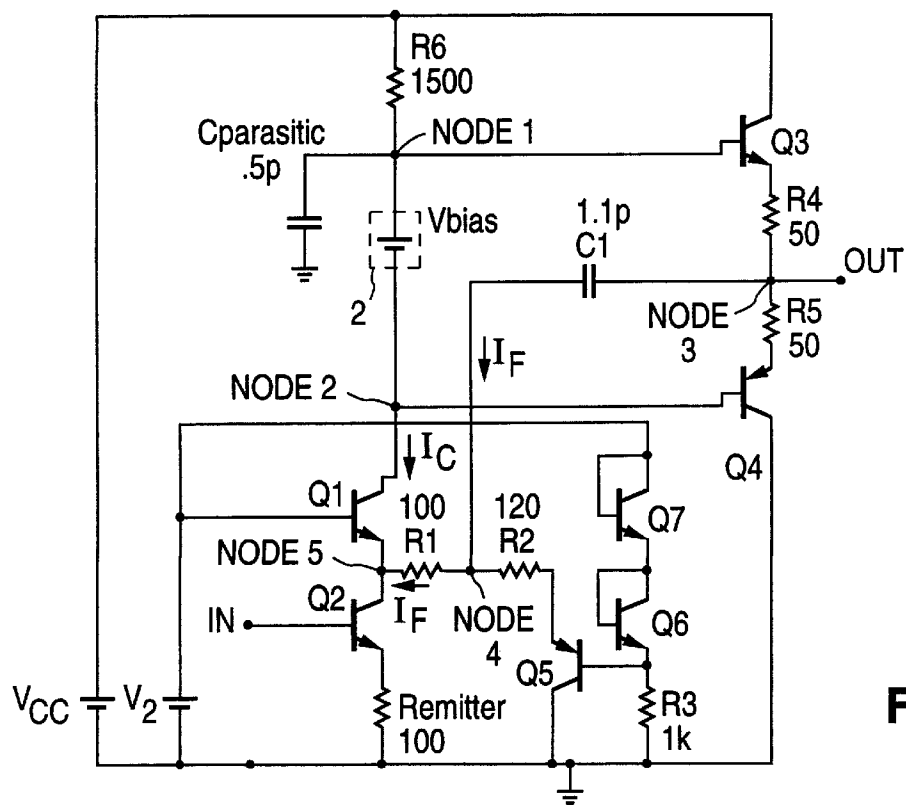 R6
1500
Cparasitic
.5p
NODE 1
Q3
Vbias
2
1.1p
C1
R4
50
OUT
NODE
3
R5
50
I_F
NODE 2
I_C
Q4
Q1
100
R1
120
R2
Q7
NODE 5
Q2
I_F
NODE
4
Q6
IN
Q5
V_CC
V_2
Remitter
100
R3
1k
F